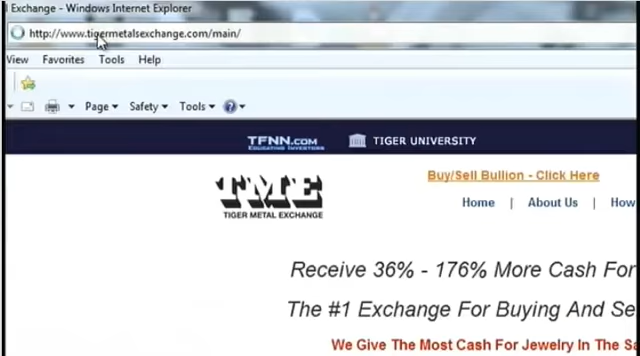 l Exchange - Windows Internet Explorer
http://www.tigermetalsexchange.com/main/
View Favorites Tools Help
Page Safety Tools
TFNN.COM TIGER UNIVERSITY
EDUCATING INVESTORS
Buy/Sell Bullion - Click Here
TME
TIGER METAL EXCHANGE
Home | About Us | How
Receive 36% - 176% More Cash For
The #1 Exchange For Buying And Se
We Give The Most Cash For Jewelry In The Sa